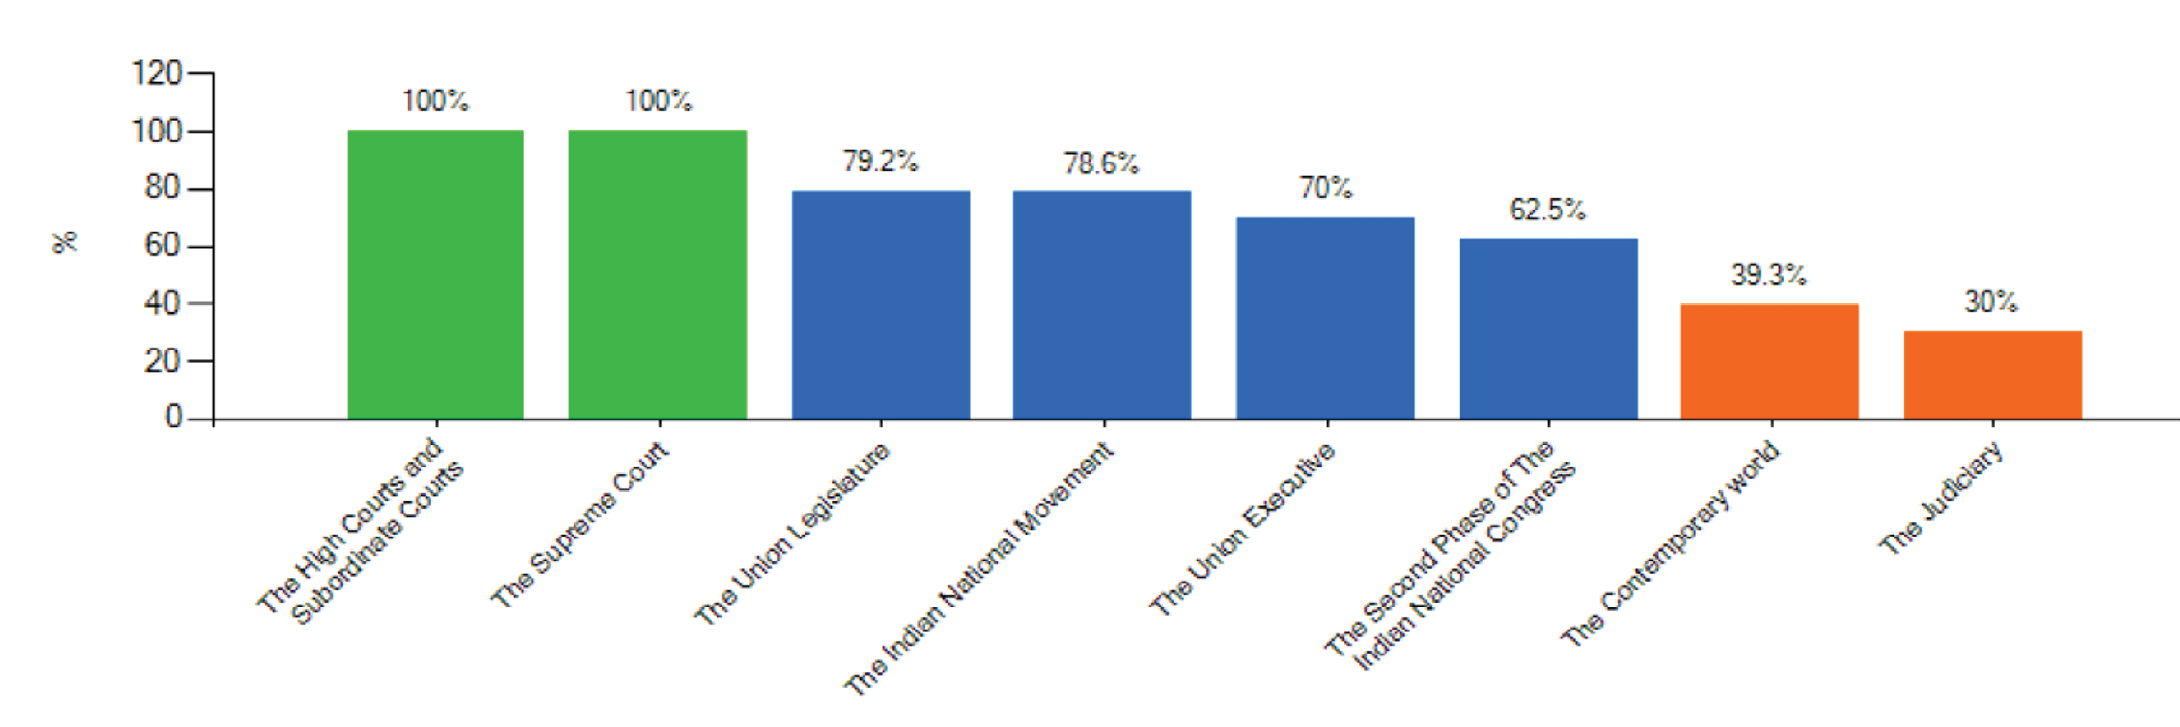 120
100
80
60
40
20
0
%
100%
100%
79.2%
78.6%
70%
62.5%
39.3%
30%
The High Courts and
Subordinate Courts
The Supreme Court
The Union Legislature
The Indian National Movement
The Union Executive
The Second Phase of The
Indian National Congress
The Contemporary world
The Judiciary